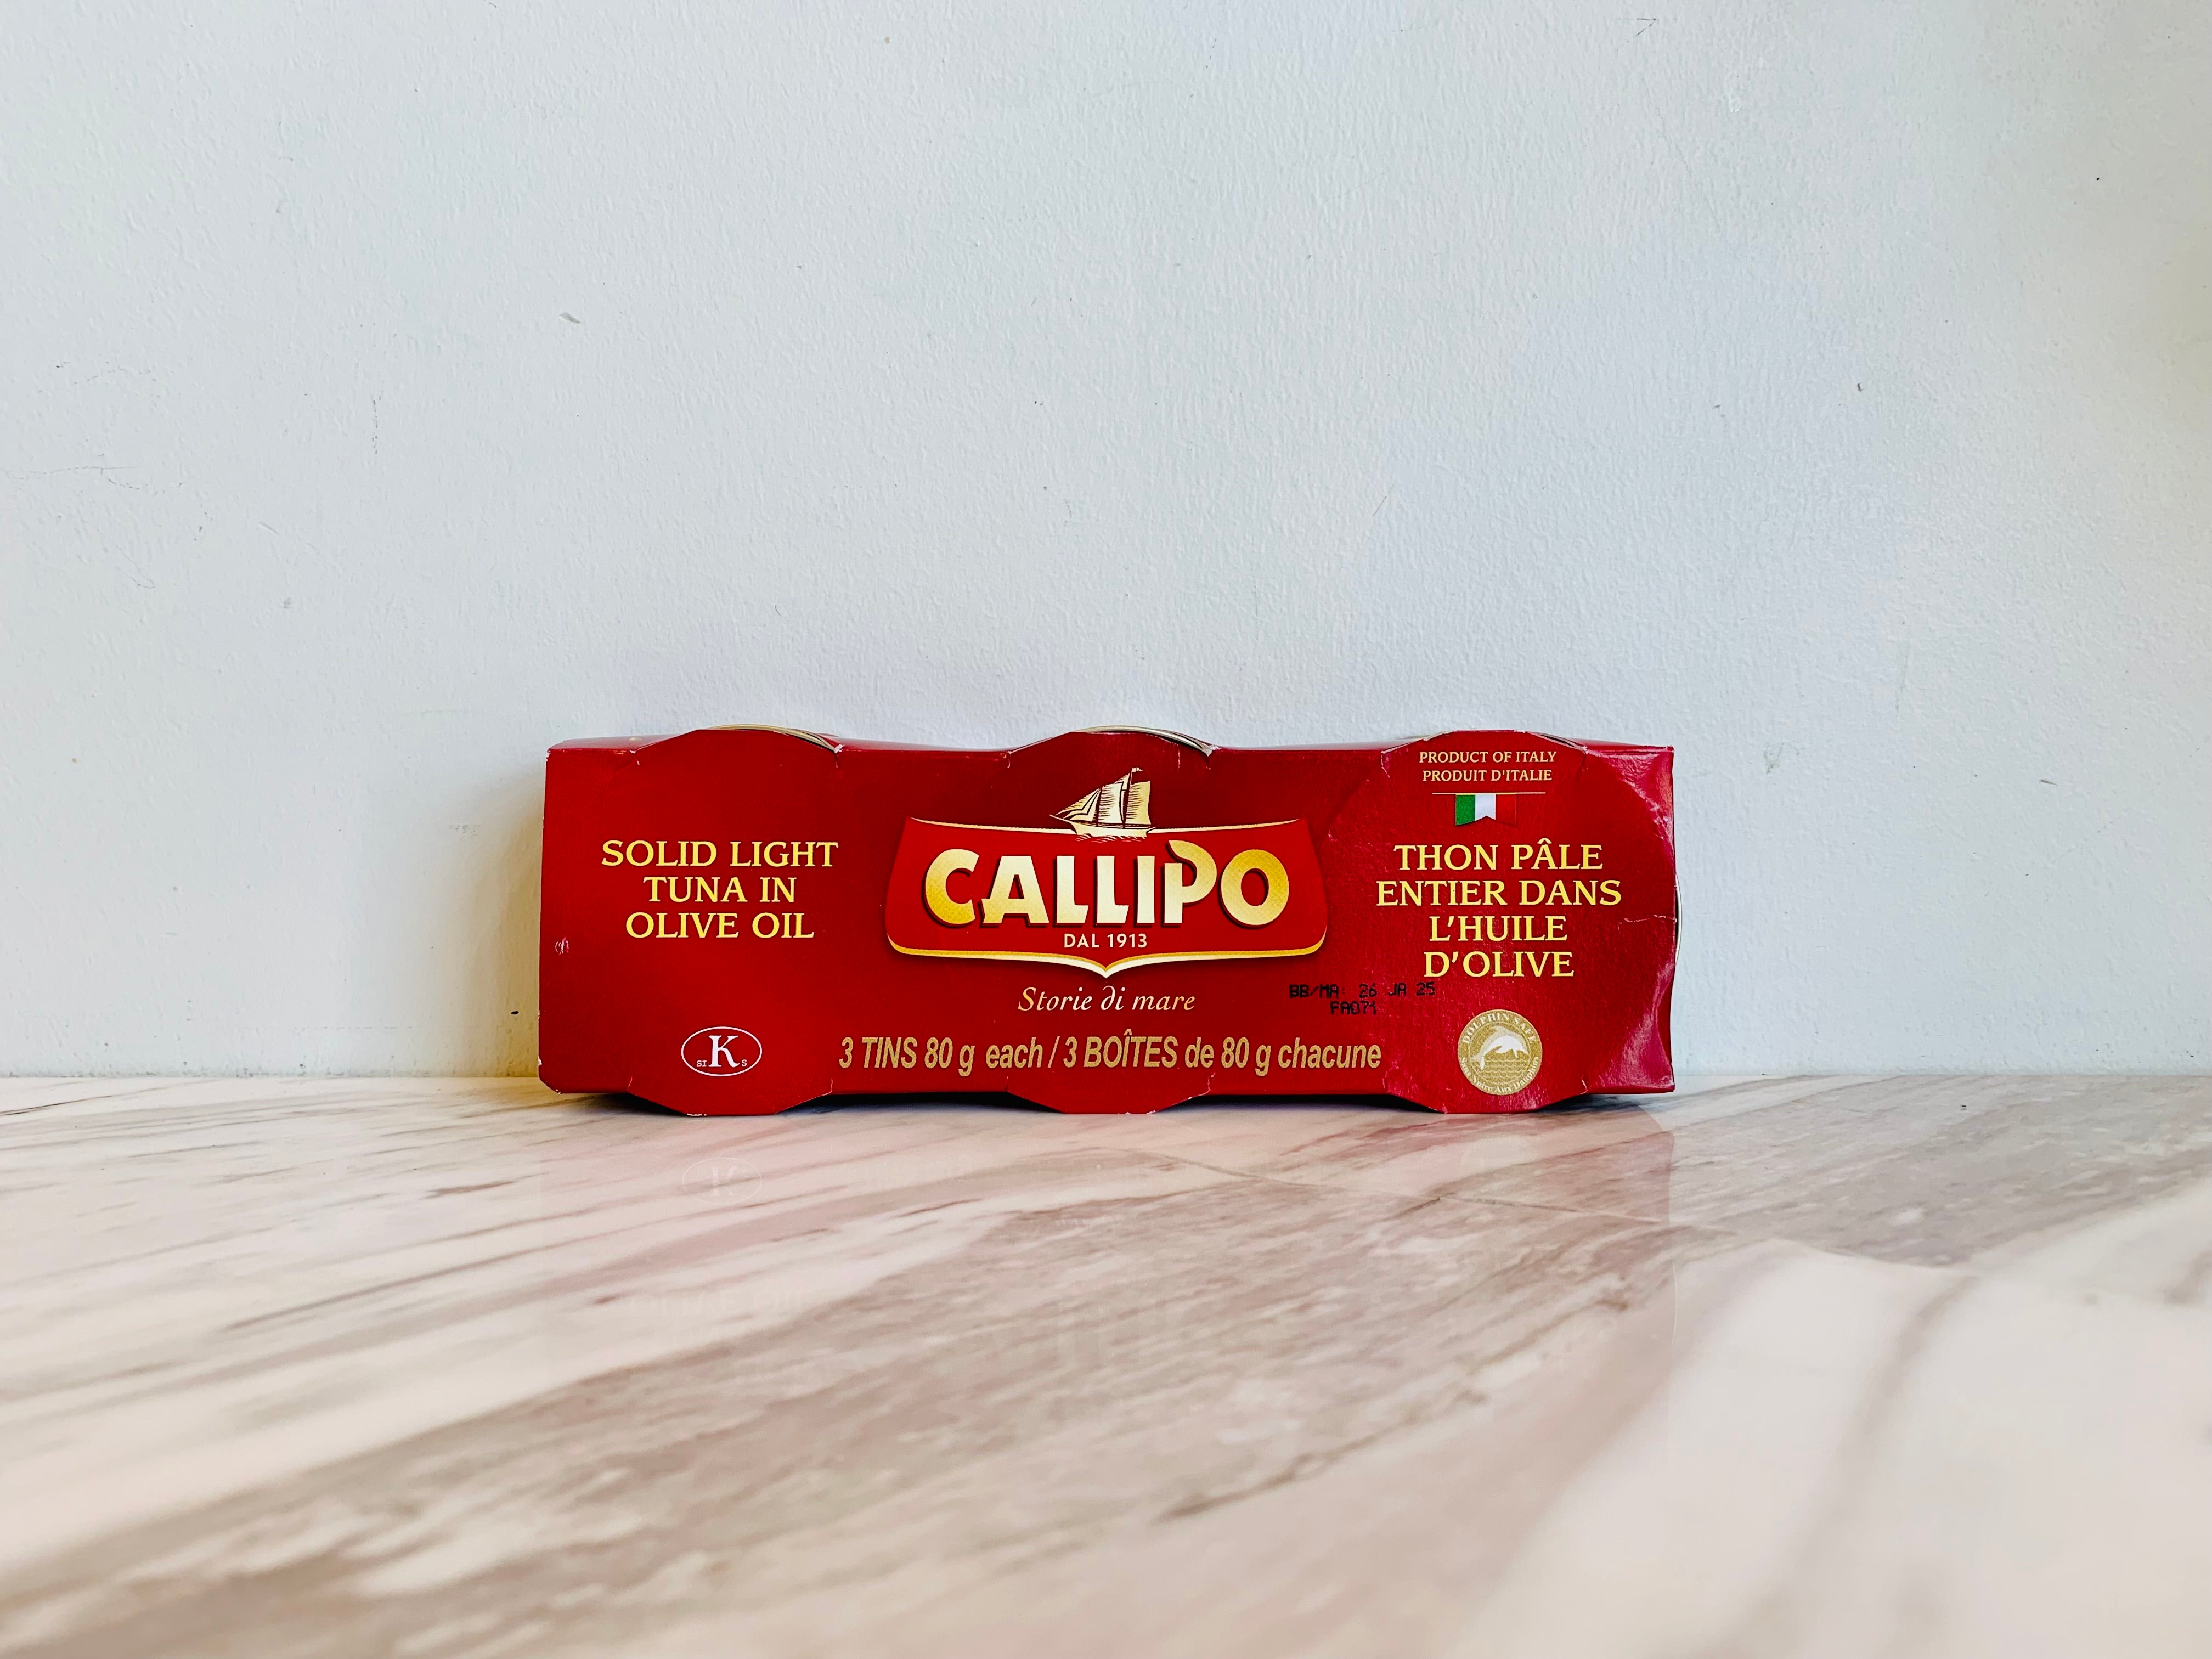 SOLID LIGHT
TUNA IN
OLIVE OIL
SI K S
CALLIPO
DAL 1913
Storie di mare
3 TINS 80 g each / 3 BOÎTES de 80 g chacune
PRODUCT OF ITALY
PRODUIT D'ITALIE
THON PÂLE
ENTIER DANS
L'HUILE
D'OLIVE
BB/MA 26 JA 25
FA071
DOLPHIN SAFE